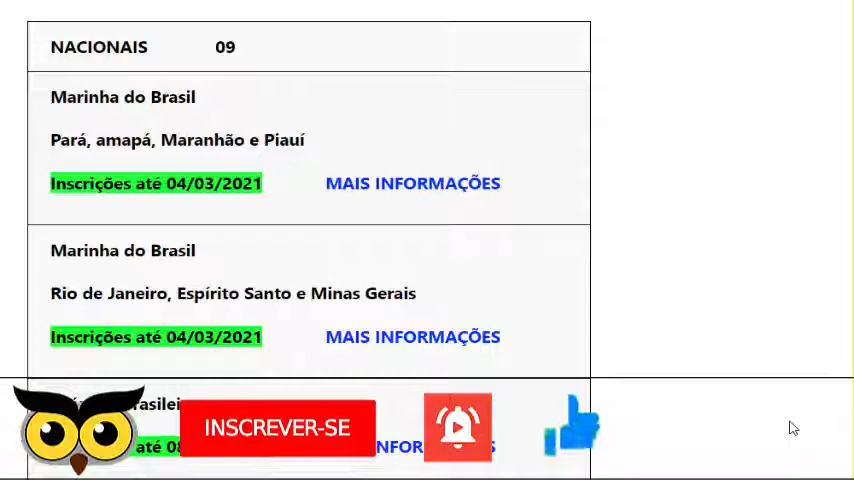 NACIONAIS 09
Marinha do Brasil
Pará, amapá, Maranhão e Piauí
Inscrições até 04/03/2021 MAIS INFORMAÇÕES
Marinha do Brasil
Rio de Janeiro, Espírito Santo e Minas Gerais
Inscrições até 04/03/2021 MAIS INFORMAÇÕES
INSCREVER-SE
até